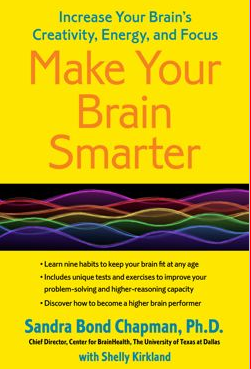 Increase Your Brain's
Creativity, Energy, and Focus
Make Your
Brain
Smarter
• Learn nine habits to keep your brain fit at any age
• Includes unique tests and exercises to improve your
problem-solving and higher-reasoning capacity
• Discover how to become a higher brain performer
Sandra Bond Chapman, Ph.D.
Chief Director, Center for BrainHealth, The University of Texas at Dallas
with Shelly Kirkland